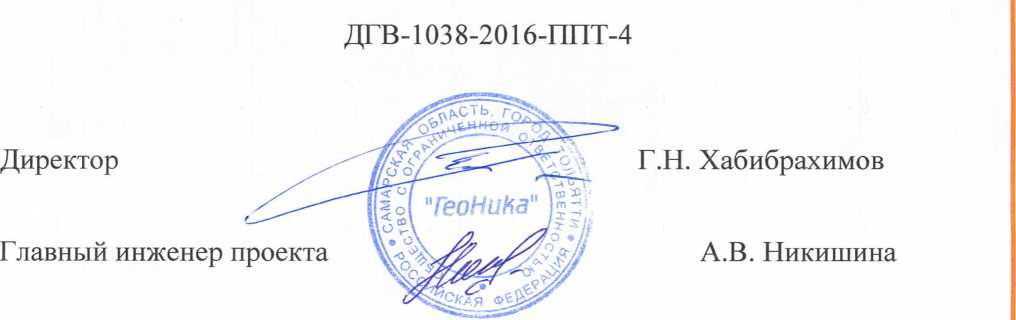 ДГВ-1038-2016-ППТ-4
Директор
Г.Н. Хабибрахимов
САМАРСКАЯ ОБЛАСТЬ, ГОРОД ТОЛЬЯТТИ
РОССИЙСКАЯ ФЕДЕРАЦИЯ
ОБЩЕСТВО С ОГРАНИЧЕННОЙ ОТВЕТСТВЕННОСТЬЮ
"ГеоНика"
Главный инженер проекта
А.В. Никишина